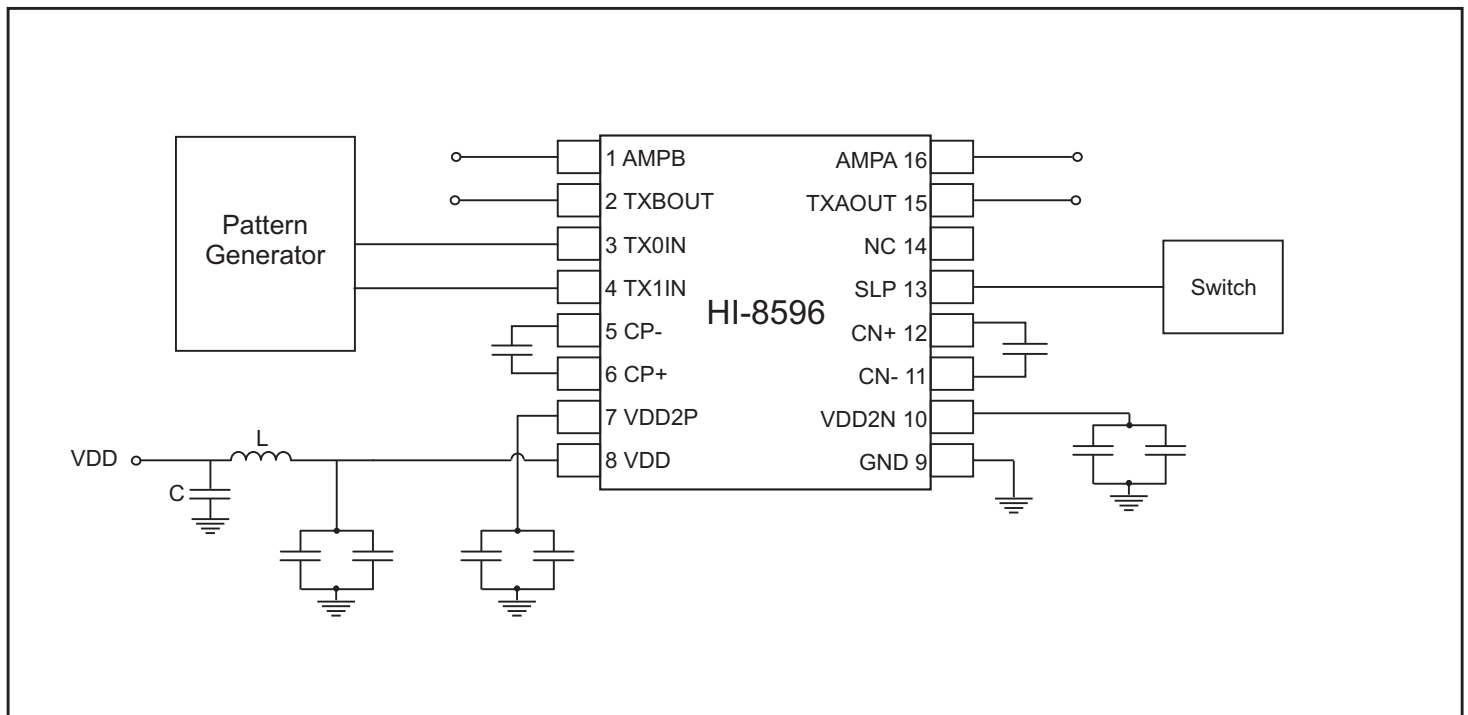 Pattern
Generator
1 AMPB
2 TXBOUT
3 TX0IN
4 TX1IN
5 CP-
6 CP+
7 VDD2P
8 VDD
HI-8596
AMPA 16
TXAOUT 15
NC 14
SLP 13
CN+ 12
CN- 11
VDD2N 10
GND 9
Switch
VDD
L
C